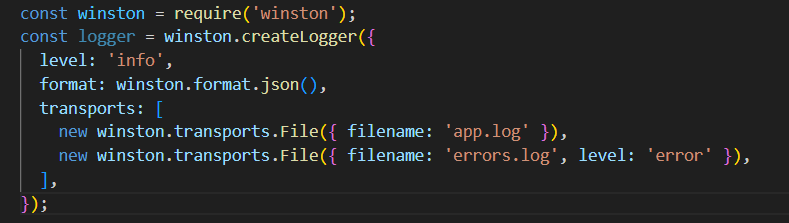 const winston = require('winston');
const logger = winston.createLogger({
  level: 'info',
  format: winston.format.json(),
  transports: [
    new winston.transports.File({ filename: 'app.log' }),
    new winston.transports.File({ filename: 'errors.log', level: 'error' }),
  ],
});